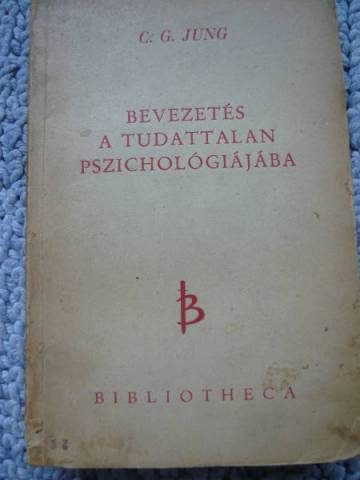 C. G. JUNG
BEVEZETÉS
A TUDATTALAN
PSZICHOLÓGIÁJÁBA
B
BIBLIOTHECA